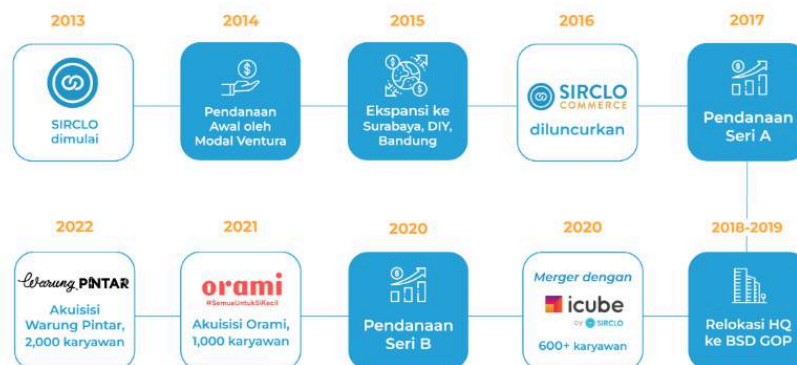 2013
2014
2015
2016
2017
SIRCLO
dimulai
Pendanaan
Awal oleh
Modal Ventura
Ekspansi ke
Surabaya, DIY,
Bandung
SIRCLO
COMMERCE
diluncurkan
Pendanaan
Seri A
2022
2021
2020
2020
2018-2019
Warung PINTAR
Akuisisi
Warung Pintar,
2,000 karyawan
orami
#SemuaUntukSiKecil
Akuisisi Orami,
1,000 karyawan
Pendanaan
Seri B
Merger dengan
icube
by SIRCLO
600+ karyawan
Relokasi HQ
ke BSD GOP